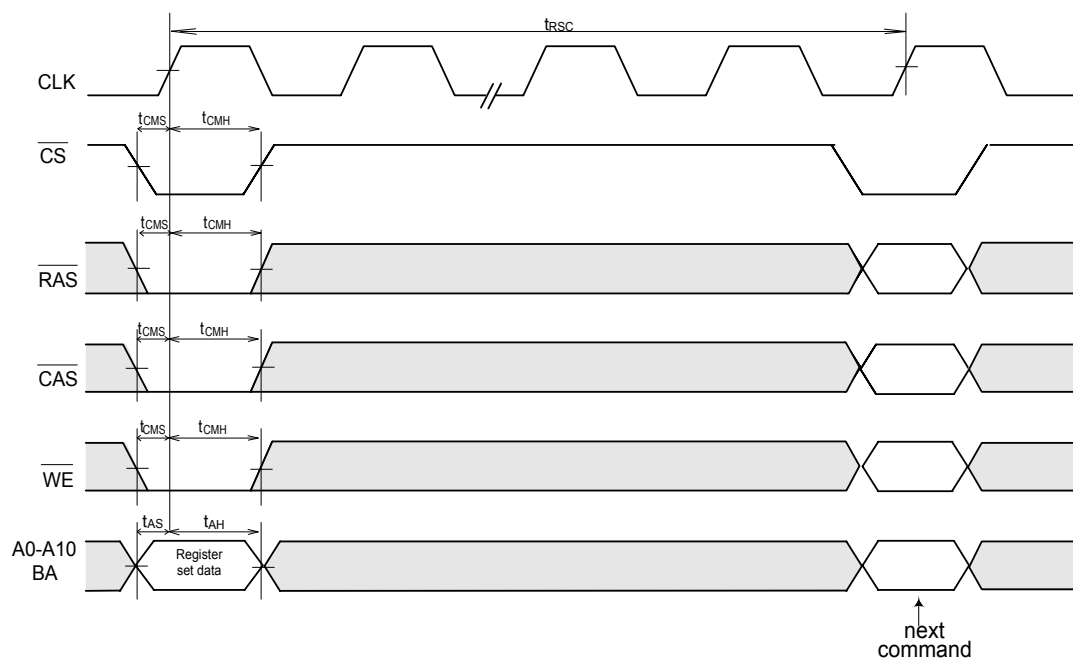 tRSC
CLK
tCMS tCMH
CS
tCMS tCMH
RAS
tCMS tCMH
CAS
tCMS tCMH
WE
tAS tAH
A0-A10
BA
Register
set data
next
command